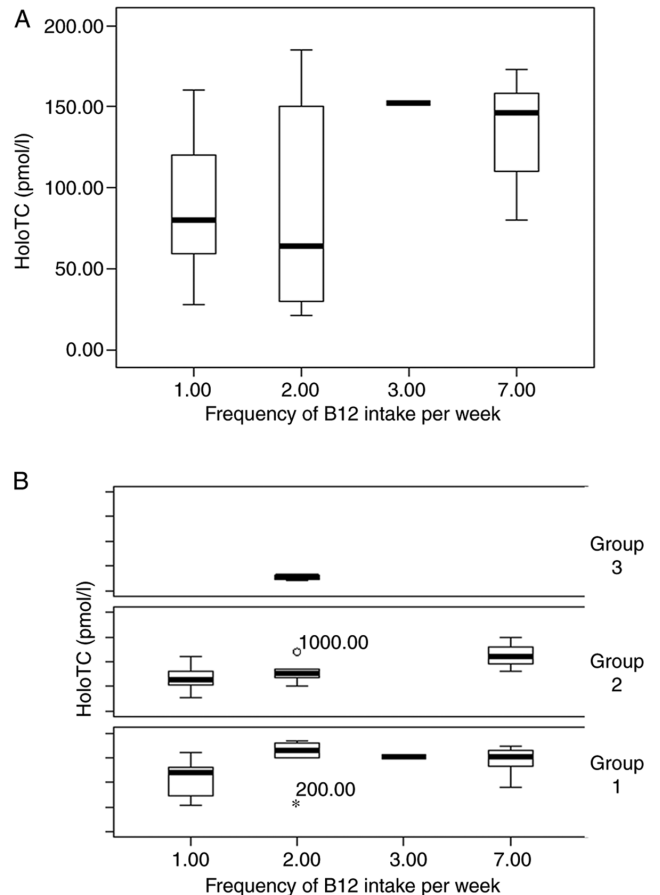 A
HoloTC (pmol/l)
200.00
150.00
100.00
50.00
0.00
1.00 2.00 3.00 7.00
Frequency of B12 intake per week
B
HoloTC (pmol/l)
Group
3
1000.00
Group
2
200.00
*
Group
1
1.00 2.00 3.00 7.00
Frequency of B12 intake per week